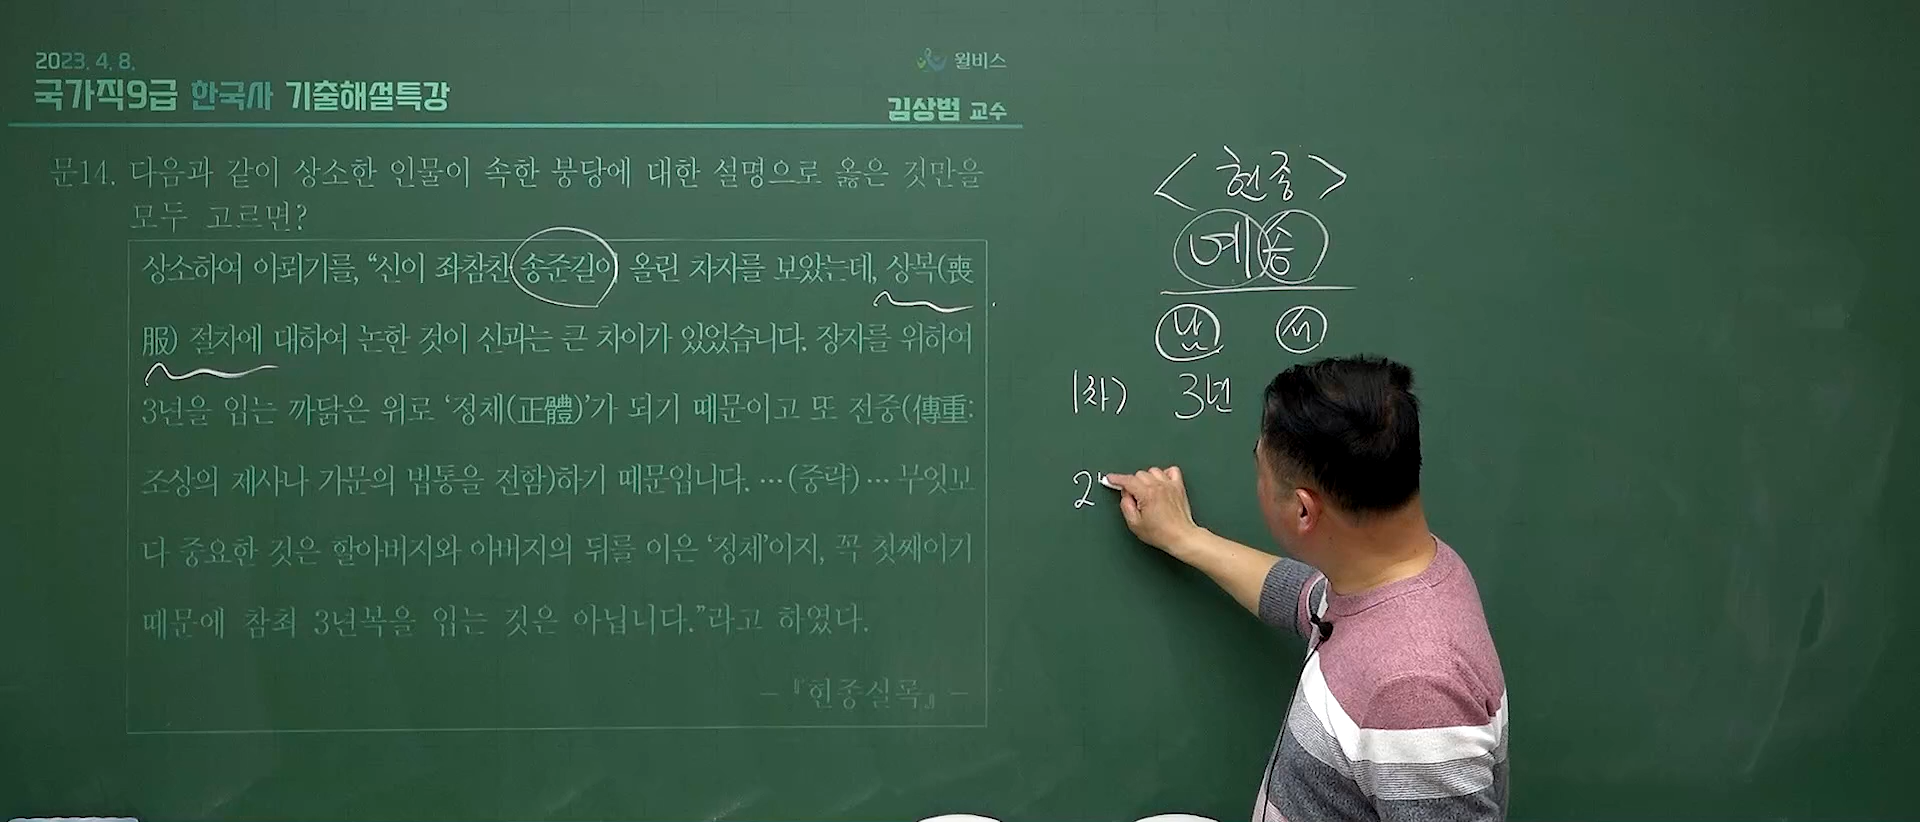 2023. 4. 8.
윌비스
국가직9급 한국사 기출해설특강
김상범 교수
문14. 다음과 같이 상소한 인물이 속한 붕당에 대한 설명으로 옳은 것만을
모두 고르면?
상소하여 아뢰기를, “신이 좌참찬 송준길이 올린 차자를 보았는데, 상복(喪
服) 절차에 대하여 논한 것이 신과는 큰 차이가 있었습니다. 장자를 위하여
3년을 입는 까닭은 위로 ‘정체(正體)’가 되기 때문이고 또 전중(傳重:
조상의 제사나 가문의 법통을 전함)하기 때문입니다. …(중략)… 무엇보
다 중요한 것은 할아버지와 아버지의 뒤를 이은 ‘정체’이지, 꼭 첫째이기
때문에 참최 3년복을 입는 것은 아닙니다.”라고 하였다.
-『현종실록』-
<현종>
예송
남 서
1차) 3년
2